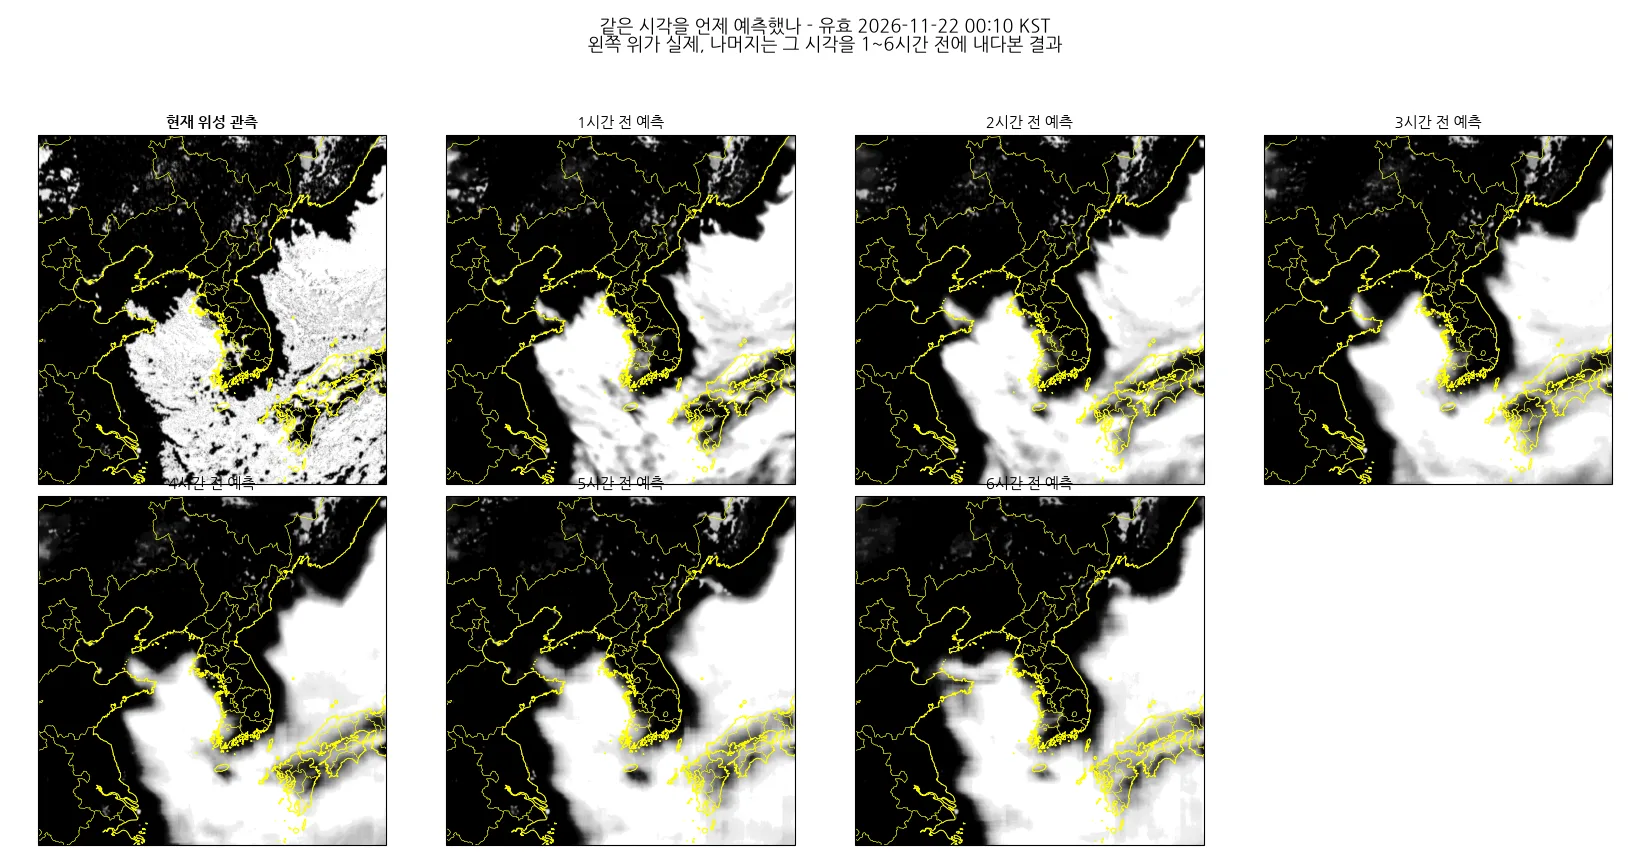 같은 시각을 언제 예측했나 - 유효 2026-11-22 00:10 KST
왼쪽 위가 실제, 나머지는 그 시각을 1~6시간 전에 내다본 결과
현재 위성 관측
1시간 전 예측
2시간 전 예측
3시간 전 예측
4시간 전 예측
5시간 전 예측
6시간 전 예측